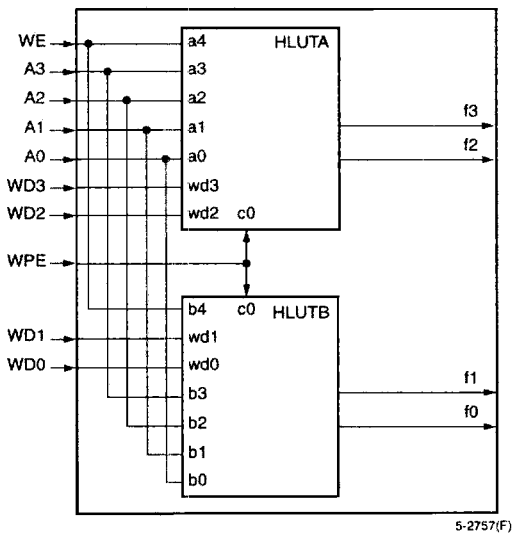 WE a4 HLUTA
A3 a3
A2 a2
A1 a1 f3
A0 a0 f2
WD3 wd3
WD2 wd2 c0
WPE
b4 c0 HLUTB
WD1 wd1
WD0 wd0
b3 f1
b2 f0
b1
b0
5-2757(F)